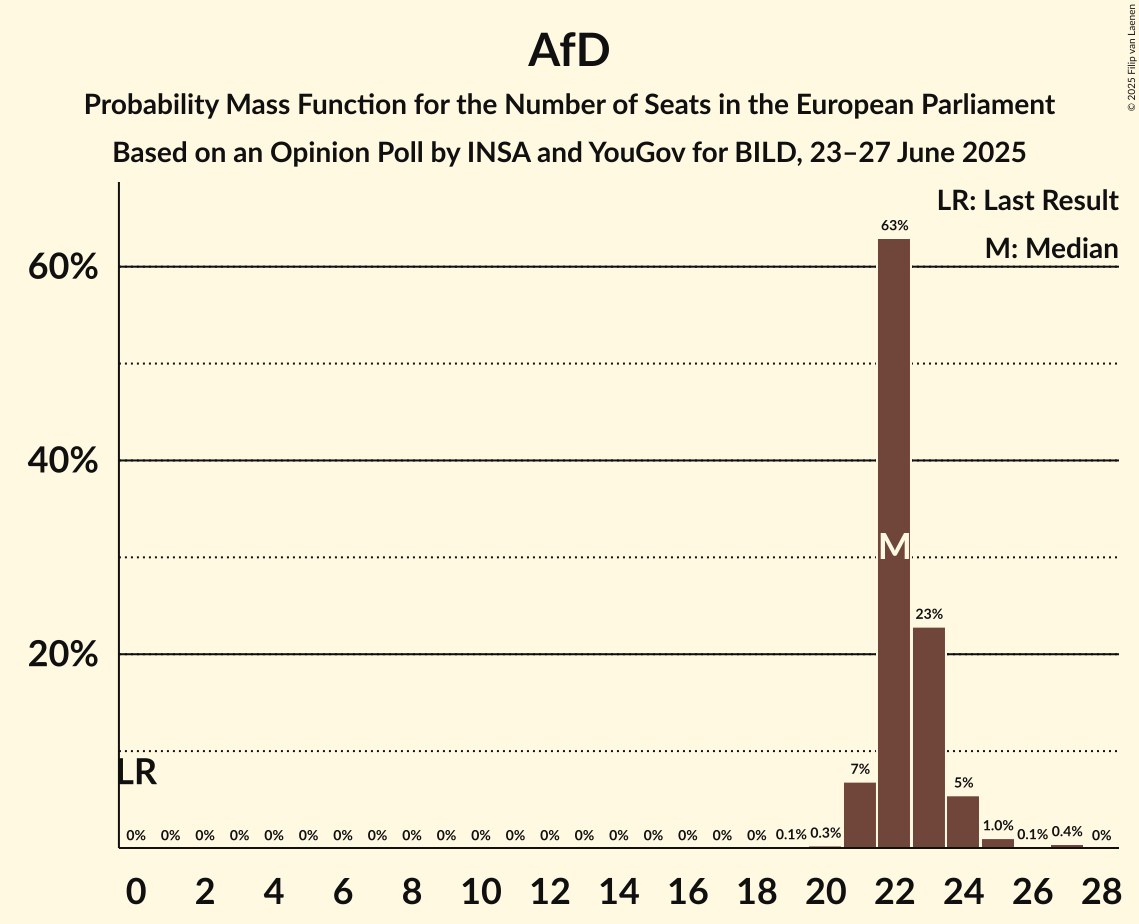 AfD
Probability Mass Function for the Number of Seats in the European Parliament
Based on an Opinion Poll by INSA and YouGov for BILD, 23–27 June 2025
© 2025 Filip van Laenen
LR: Last Result
M: Median
60%
40%
20%
63%
M
23%
7%
5%
LR
0% 0% 0% 0% 0% 0% 0% 0% 0% 0% 0% 0% 0% 0% 0% 0% 0% 0% 0% 0.1% 0.3% 1.0% 0.1% 0.4% 0%
0 2 4 6 8 10 12 14 16 18 20 22 24 26 28